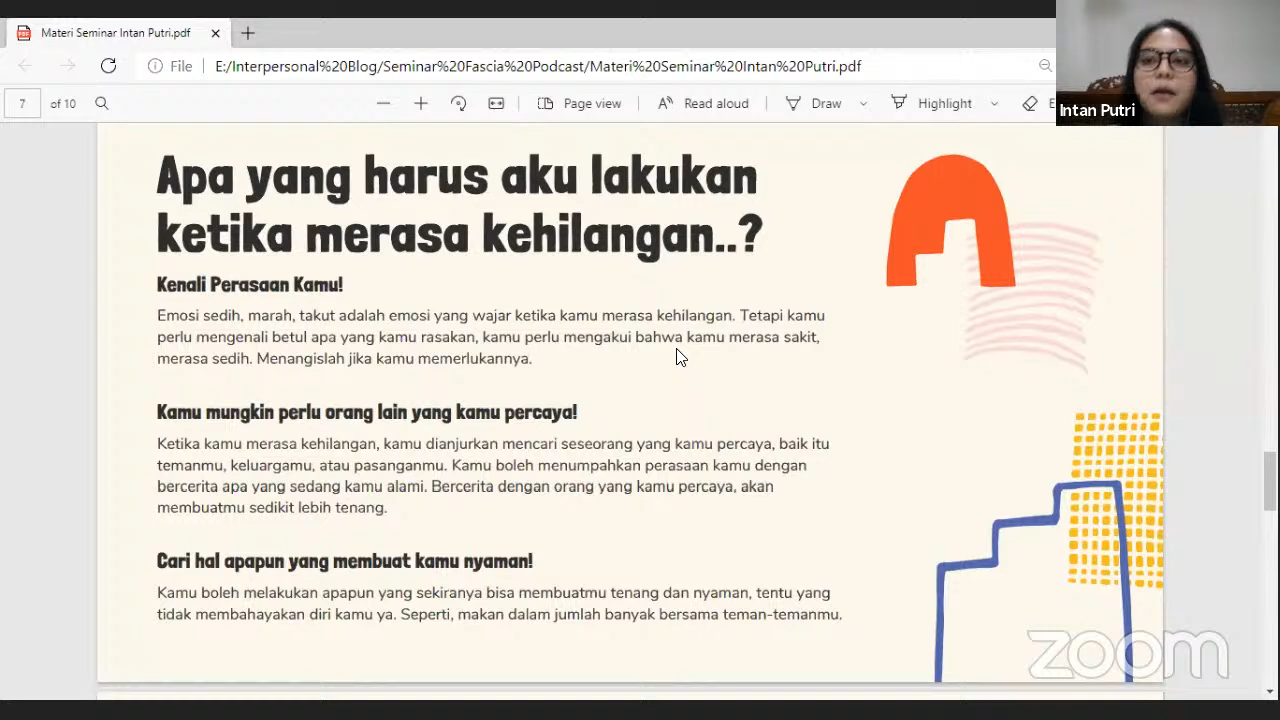 Materi Seminar Intan Putri.pdf
File E:/Interpersonal%20Blog/Seminar%20Fascia%20Podcast/Materi%20Seminar%20Intan%20Putri.pdf
7 of 10 Page view Read aloud Draw Highlight E
Intan Putri
Apa yang harus aku lakukan
ketika merasa kehilangan..?
Kenali Perasaan Kamu!
Emosi sedih, marah, takut adalah emosi yang wajar ketika kamu merasa kehilangan. Tetapi kamu
perlu mengenali betul apa yang kamu rasakan, kamu perlu mengakui bahwa kamu merasa sakit,
merasa sedih. Menangislah jika kamu memerlukannya.
Kamu mungkin perlu orang lain yang kamu percaya!
Ketika kamu merasa kehilangan, kamu dianjurkan mencari seseorang yang kamu percaya, baik itu
temanmu, keluargamu, atau pasanganmu. Kamu boleh menumpahkan perasaan kamu dengan
bercerita apa yang sedang kamu alami. Bercerita dengan orang yang kamu percaya, akan
membuatmu sedikit lebih tenang.
Cari hal apapun yang membuat kamu nyaman!
Kamu boleh melakukan apapun yang sekiranya bisa membuatmu tenang dan nyaman, tentu yang
tidak membahayakan diri kamu ya. Seperti, makan dalam jumlah banyak bersama teman-temanmu.
zoom